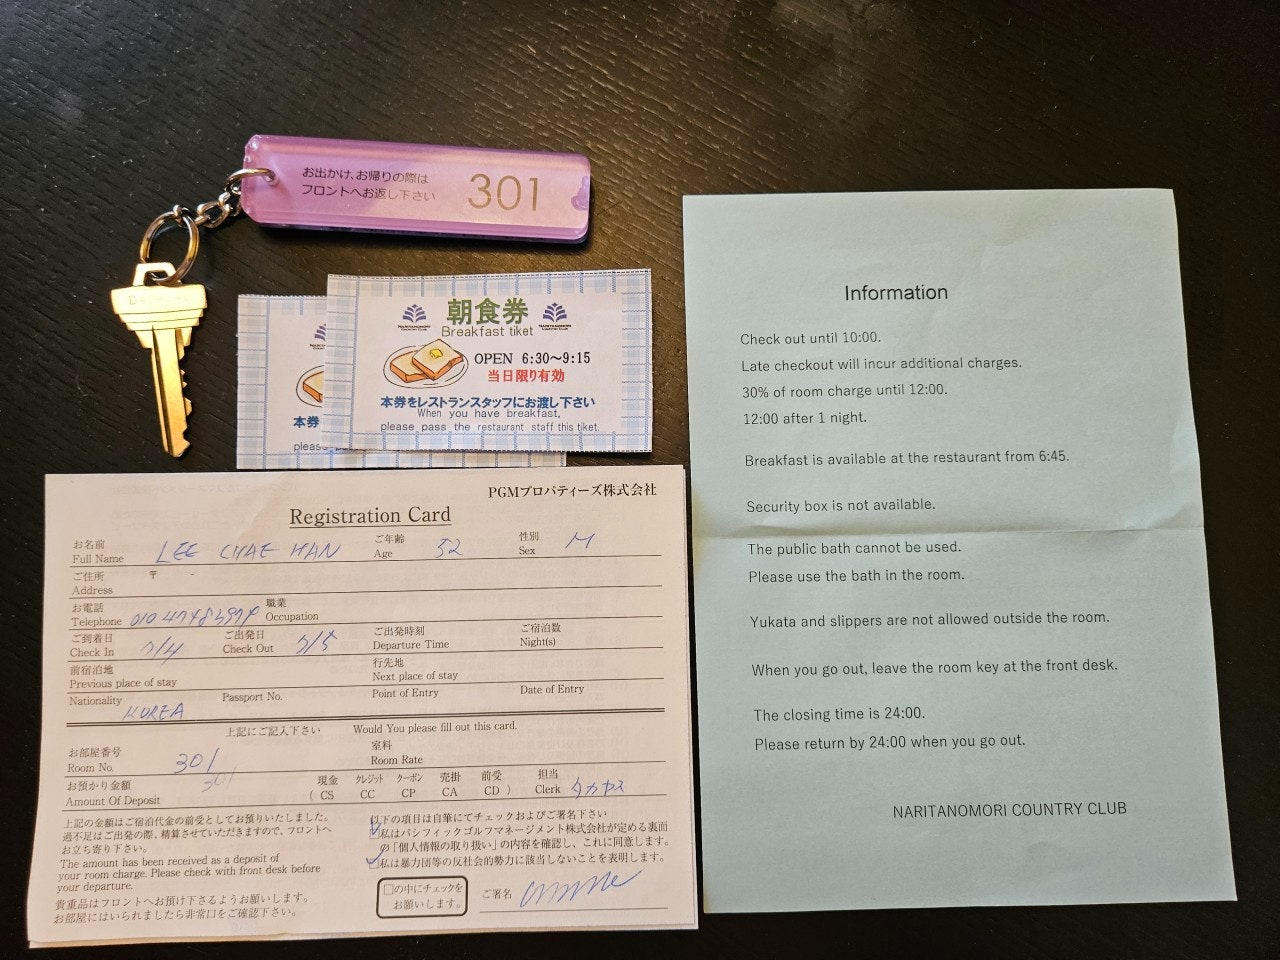 お出かけ、お帰りの際は
フロントへお返し下さい
301
朝食券
Breakfast tiket
NARITANOMORI
COUNTRY CLUB
NARITANOMORI
COUNTRY CLUB
OPEN 6:30～9:15
当日限り有効
本券をレストランスタッフにお渡し下さい
When you have breakfast,
please pass the restaurant staff this tiket.
本券
pleas
PGMプロパティーズ株式会社
Registration Card
お名前
Full Name LEE CHAE HAN
ご年齢
Age 52
性別
Sex M
ご住所 〒 -
Address
お電話
Telephone
職業
Occupation
ご到着日
Check In 7/4
ご出発日
Check Out 7/5
ご出発時刻
Departure Time
ご宿泊数
Night(s)
前宿泊地
Previous place of stay
行先地
Next place of stay
Nationality KOREA
Passport No.
Point of Entry
Date of Entry
上記にご記入下さい Would You please fill out this card.
お部屋番号
Room No. 301
室料
Room Rate
301
お預かり金額
Amount Of Deposit
現金 クレジット クーポン 売掛 前受
( CS CC CP CA CD )
担当
Clerk タカヤス
上記の金額はご宿泊代金の前受としてお預りいたしました。
過不足はご出発の際、精算させていただきますので、フロントへ
お立ち寄り下さい。
The amount has been received as a deposit of
your room charge. Please check with front desk before
your departure.
貴重品はフロントへお預け下さるようお願いします。
お部屋にはいられましたら非常口をご確認下さい。
以下の項目は自筆にてチェックおよびご署名下さい
□私はパシフィックゴルフマネージメント株式会社が定める裏面
の「個人情報の取り扱い」の内容を確認し、これに同意します。
□私は暴力団等の反社会的勢力に該当しないことを表明します。
□の中にチェックを
お願いします。
ご署名
Information
Check out until 10:00.
Late checkout will incur additional charges.
30% of room charge until 12:00.
12:00 after 1 night.
Breakfast is available at the restaurant from 6:45.
Security box is not available.
The public bath cannot be used.
Please use the bath in the room.
Yukata and slippers are not allowed outside the room.
When you go out, leave the room key at the front desk.
The closing time is 24:00.
Please return by 24:00 when you go out.
NARITANOMORI COUNTRY CLUB